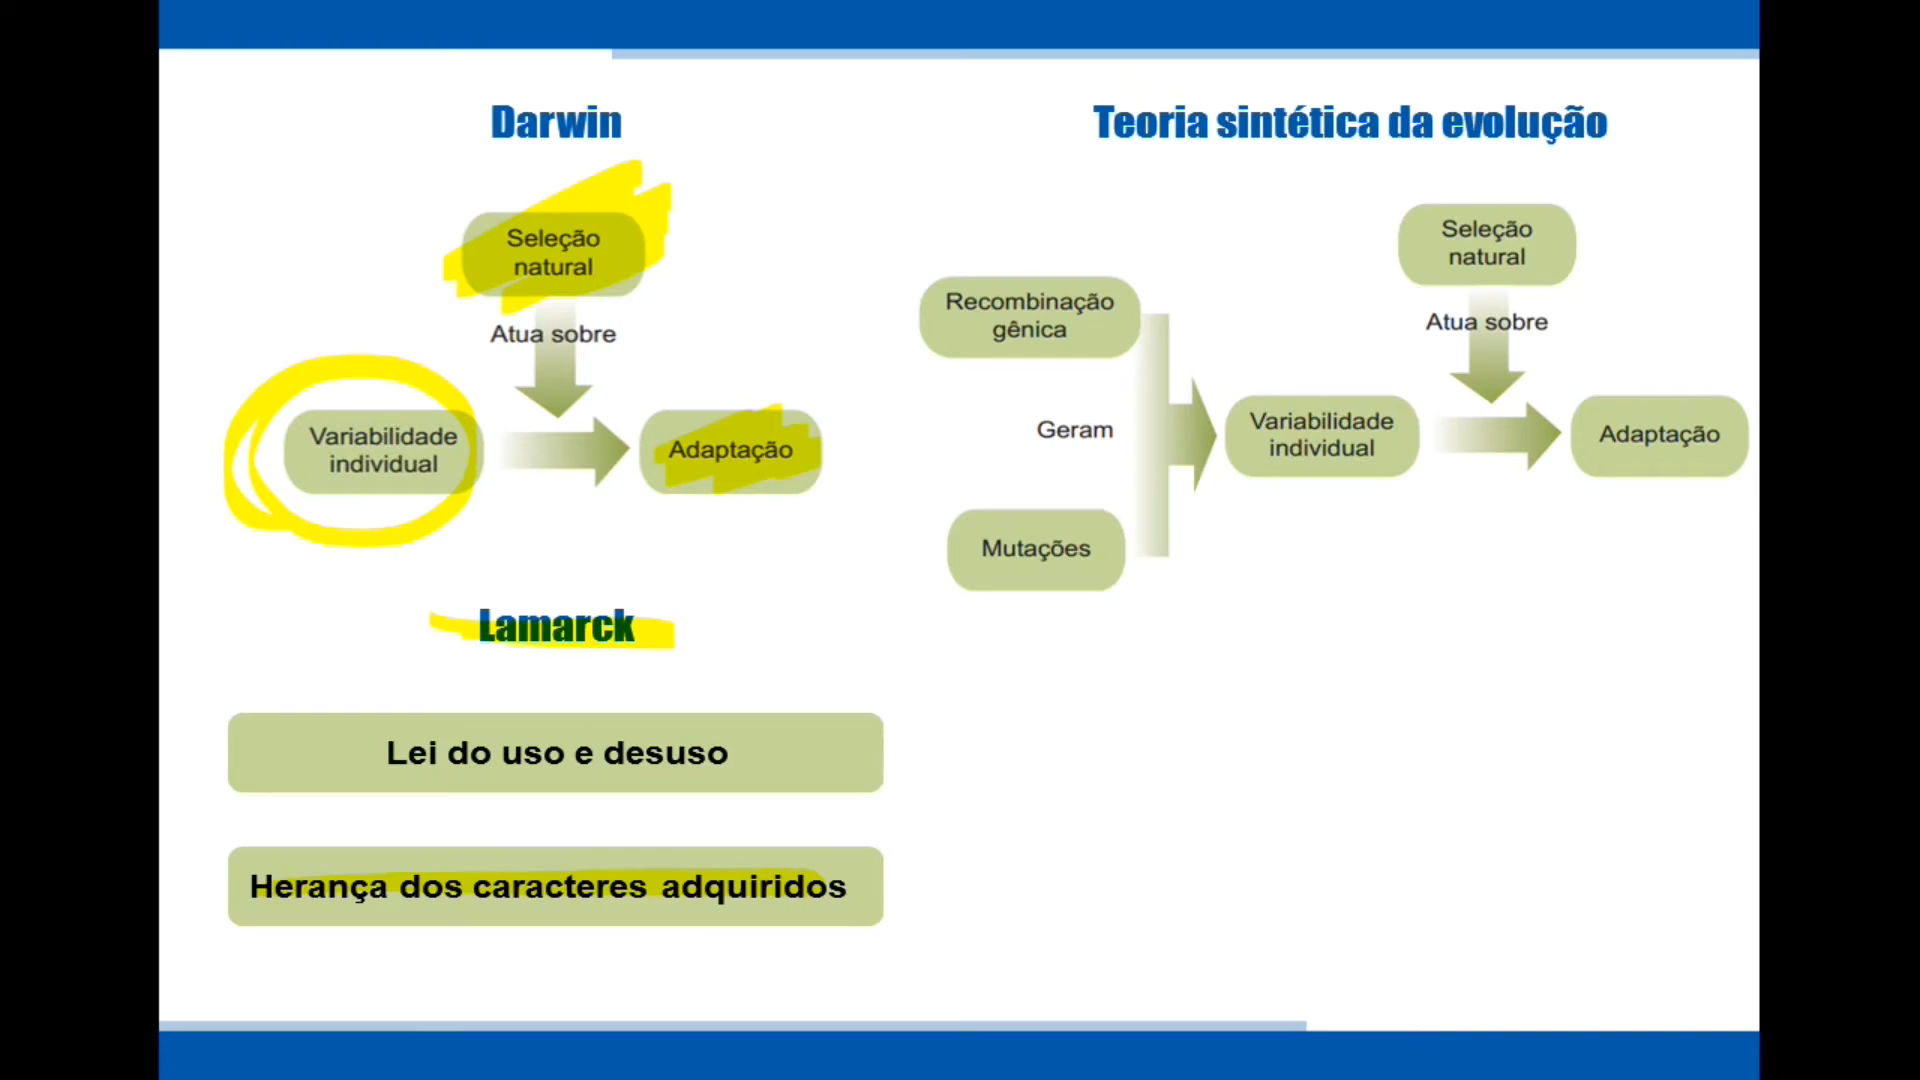 Darwin
Seleção
natural
Atua sobre
Variabilidade
individual
Adaptação
Lamarck
Lei do uso e desuso
Herança dos caracteres adquiridos
Teoria sintética da evolução
Seleção
natural
Atua sobre
Recombinação
gênica
Geram
Mutações
Variabilidade
individual
Adaptação